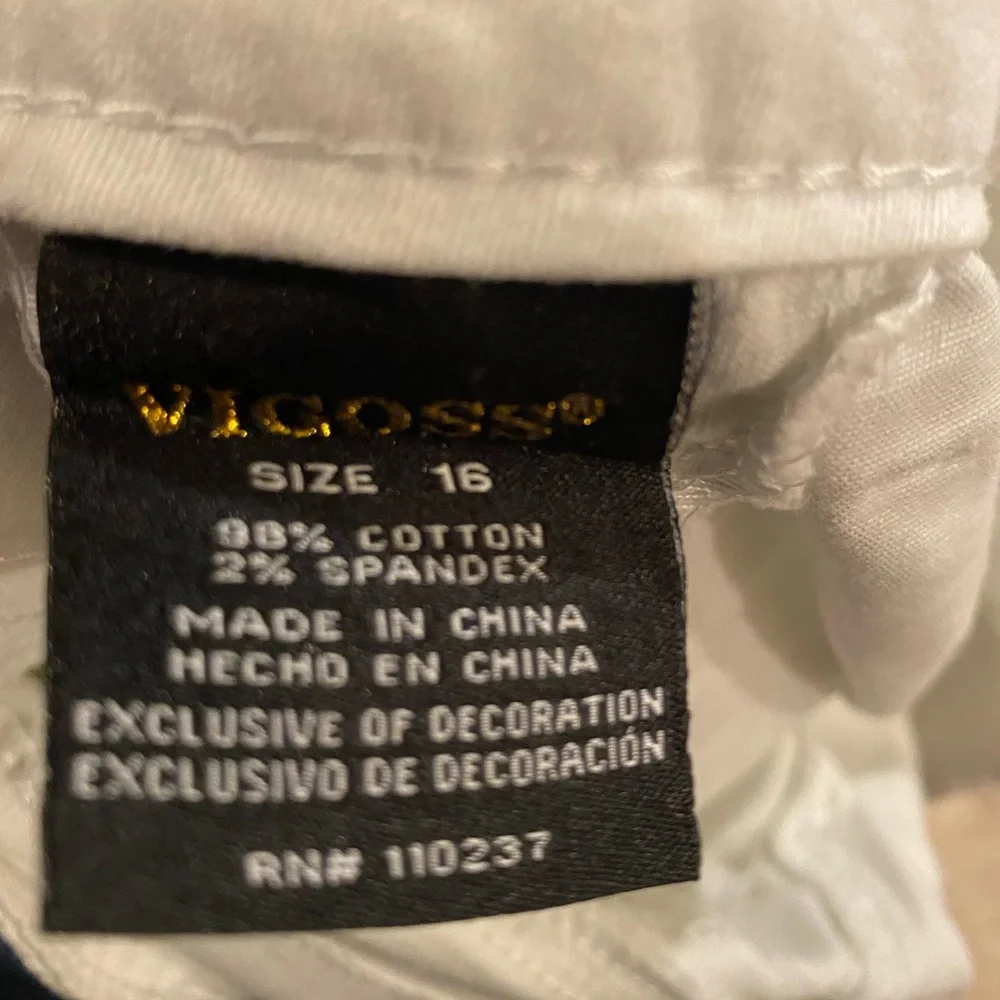 VIGOSS®
SIZE 16
98% COTTON
2% SPANDEX
MADE IN CHINA
HECHO EN CHINA
EXCLUSIVE OF DECORATION
EXCLUSIVO DE DECORACIÓN
RN# 110237